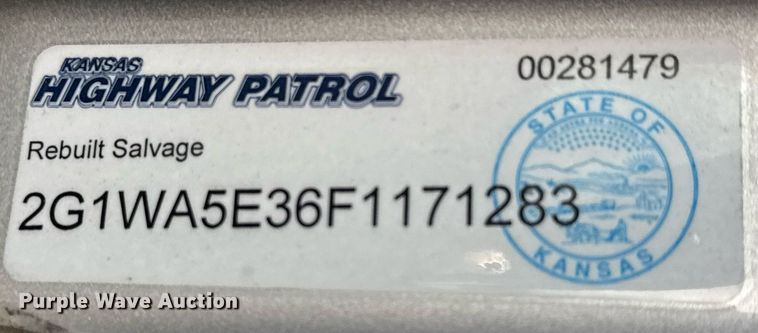 KANSAS
HIGHWAY PATROL
00281479
Rebuilt Salvage
2G1WA5E36F1171283
STATE OF
KANSAS
Purple Wave Auction